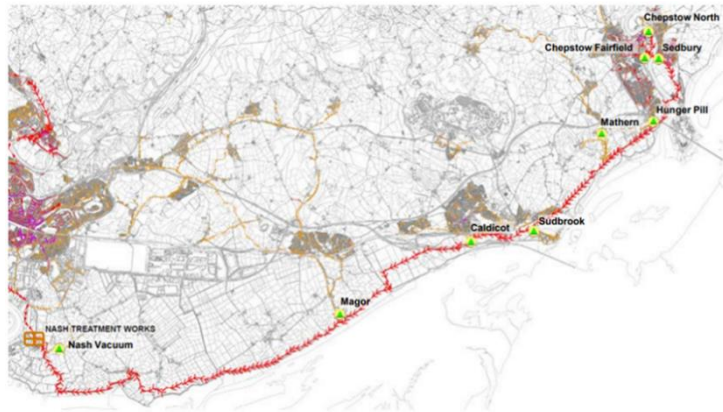 Chepstow North
Chepstow Fairfield
Sedbury
Hunger Pill
Mathern
Sudbrook
Caldicot
Magor
NASH TREATMENT WORKS
Nash Vacuum